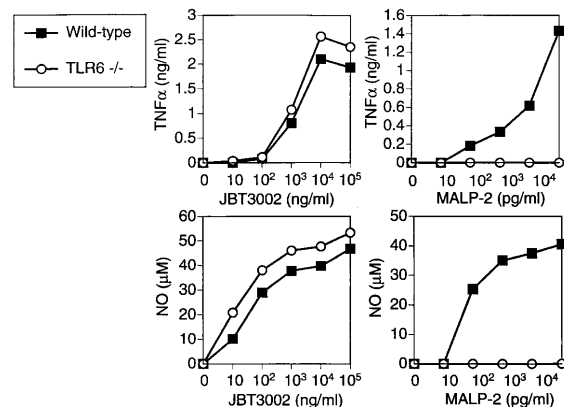 Wild-type
TLR6 -/-
TNFα (ng/ml)
3
2.5
2
1.5
1
0.5
0
0 10 10² 10³ 10⁴ 10⁵
JBT3002 (ng/ml)
TNFα (ng/ml)
1.6
1.4
1.2
1.0
0.8
0.6
0.4
0.2
0
0 10 10² 10³ 10⁴
MALP-2 (pg/ml)
NO (μM)
60
50
40
30
20
10
0
0 10 10² 10³ 10⁴ 10⁵
JBT3002 (ng/ml)
NO (μM)
50
40
30
20
10
0
0 10 10² 10³ 10⁴
MALP-2 (pg/ml)